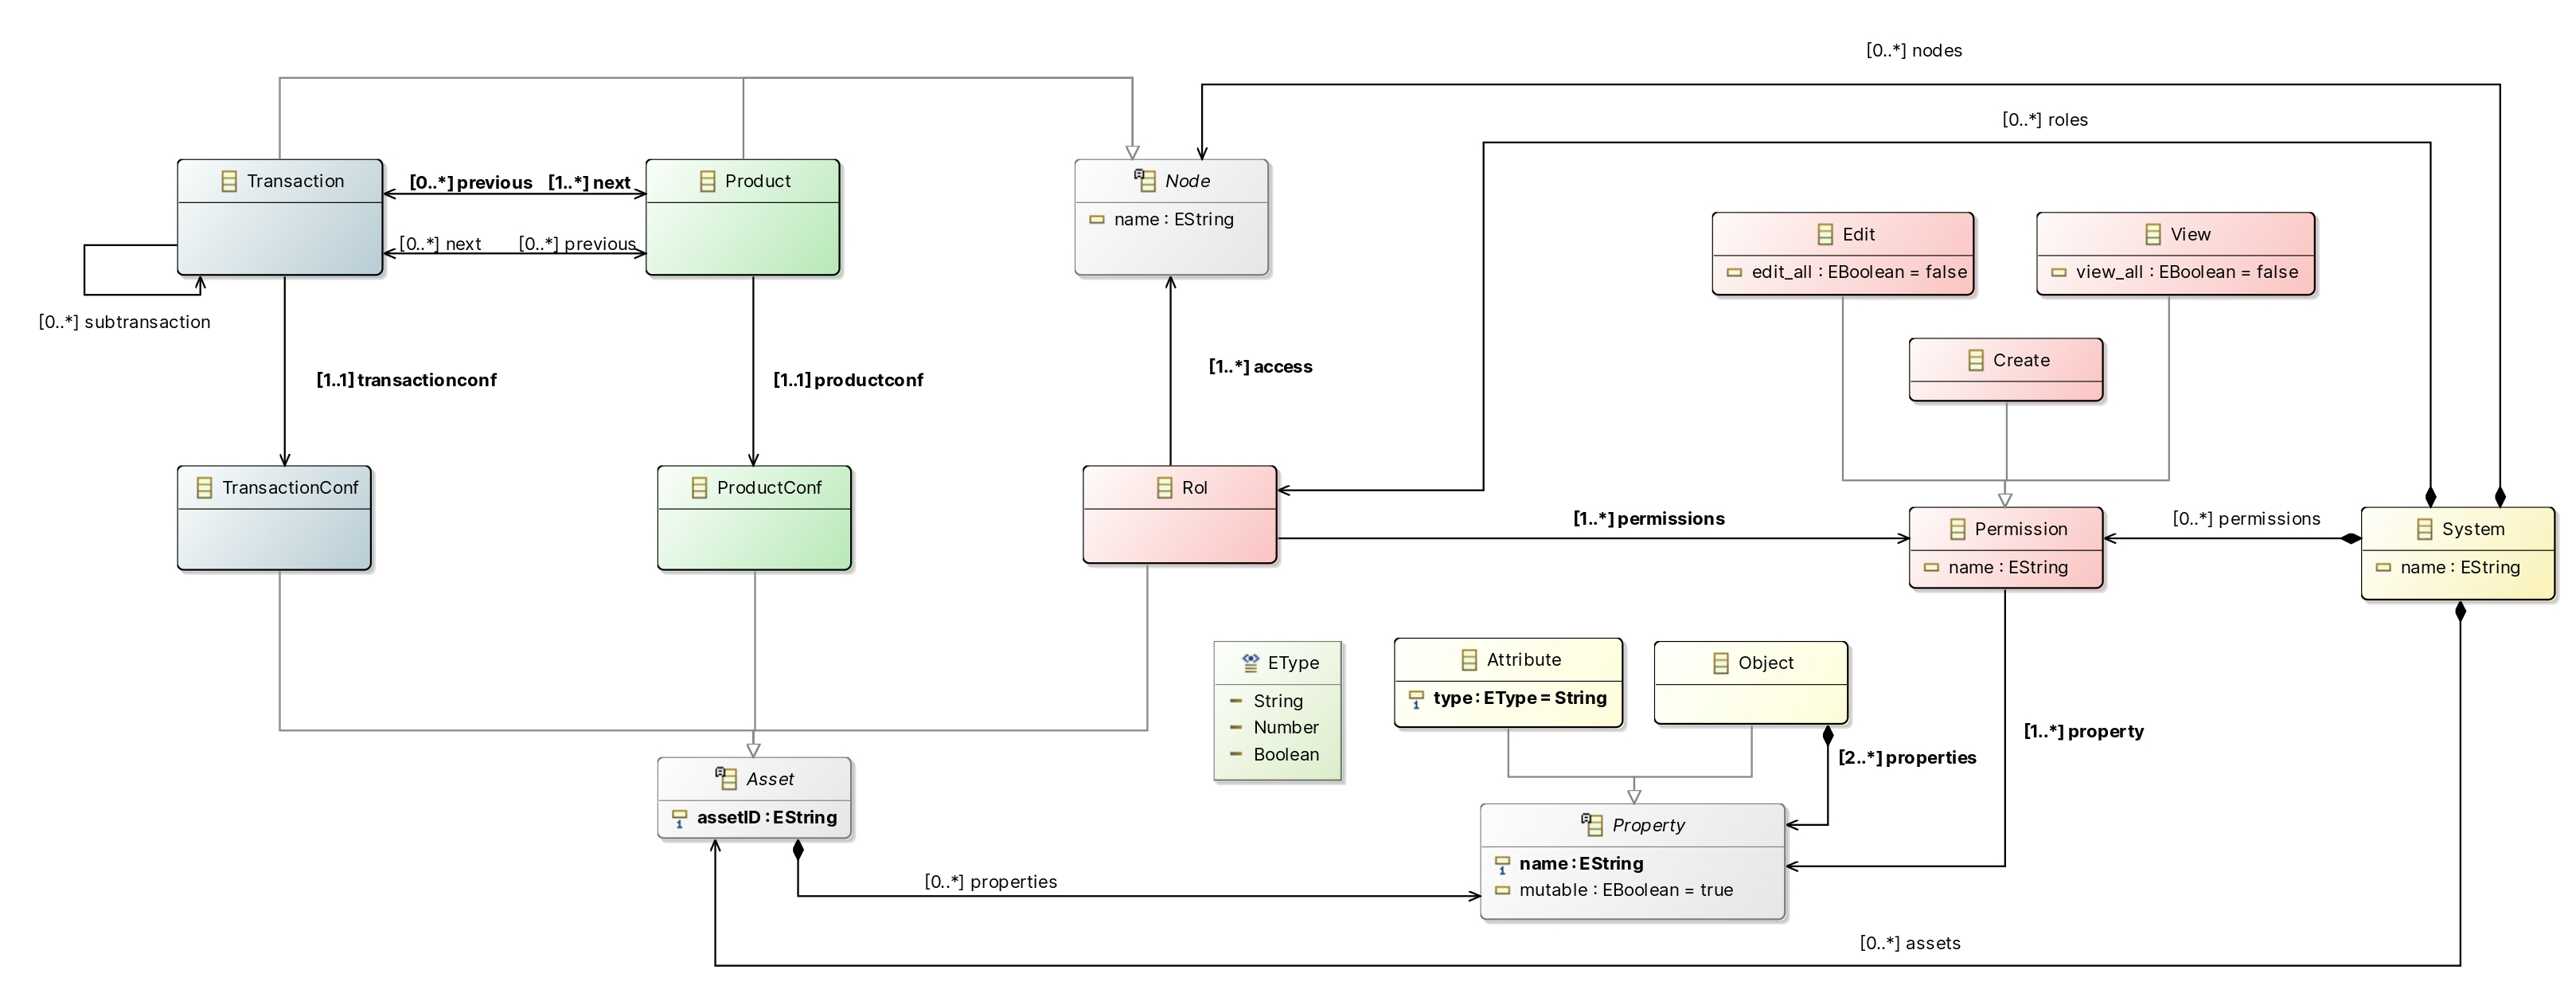 [0..*] nodes
[0..*] roles
Transaction
[0..*] previous
[1..*] next
Product
Node
name : EString
[0..*] next
[0..*] previous
Edit
edit_all : EBoolean = false
View
view_all : EBoolean = false
[0..*] subtransaction
Create
[1..1] transactionconf
[1..1] productconf
[1..*] access
TransactionConf
ProductConf
Rol
[1..*] permissions
Permission
name : EString
[0..*] permissions
System
name : EString
EType
String
Number
Boolean
Attribute
type : EType = String
Object
[1..*] property
[2..*] properties
Asset
assetID : EString
Property
name : EString
mutable : EBoolean = true
[0..*] properties
[0..*] assets